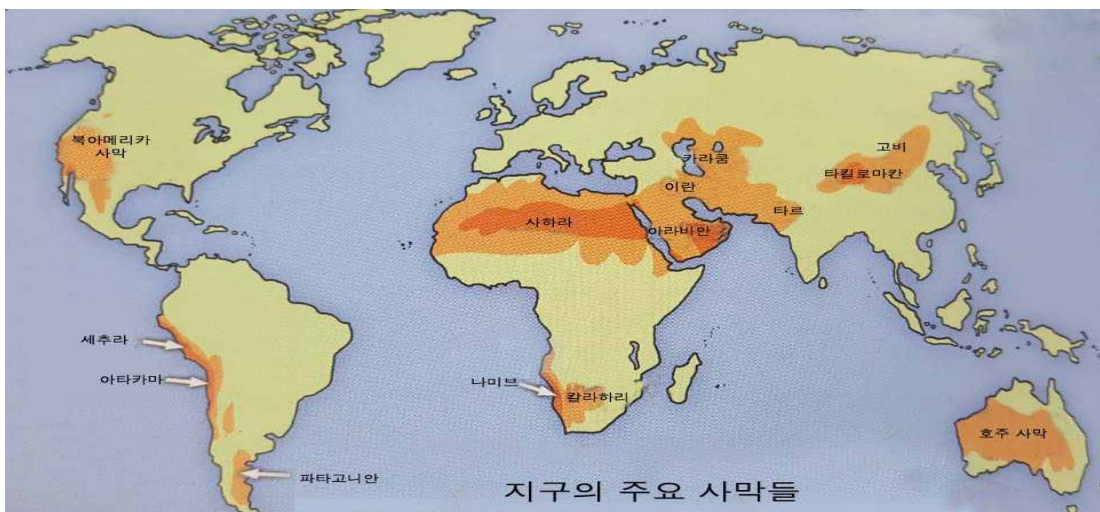 북아메리카
사막
고비
카라쿰
타킬로마칸
이란
타르
사하라
아라비안
세추라
아타카마
나미브
칼라하리
호주 사막
파타고니안
지구의 주요 사막들